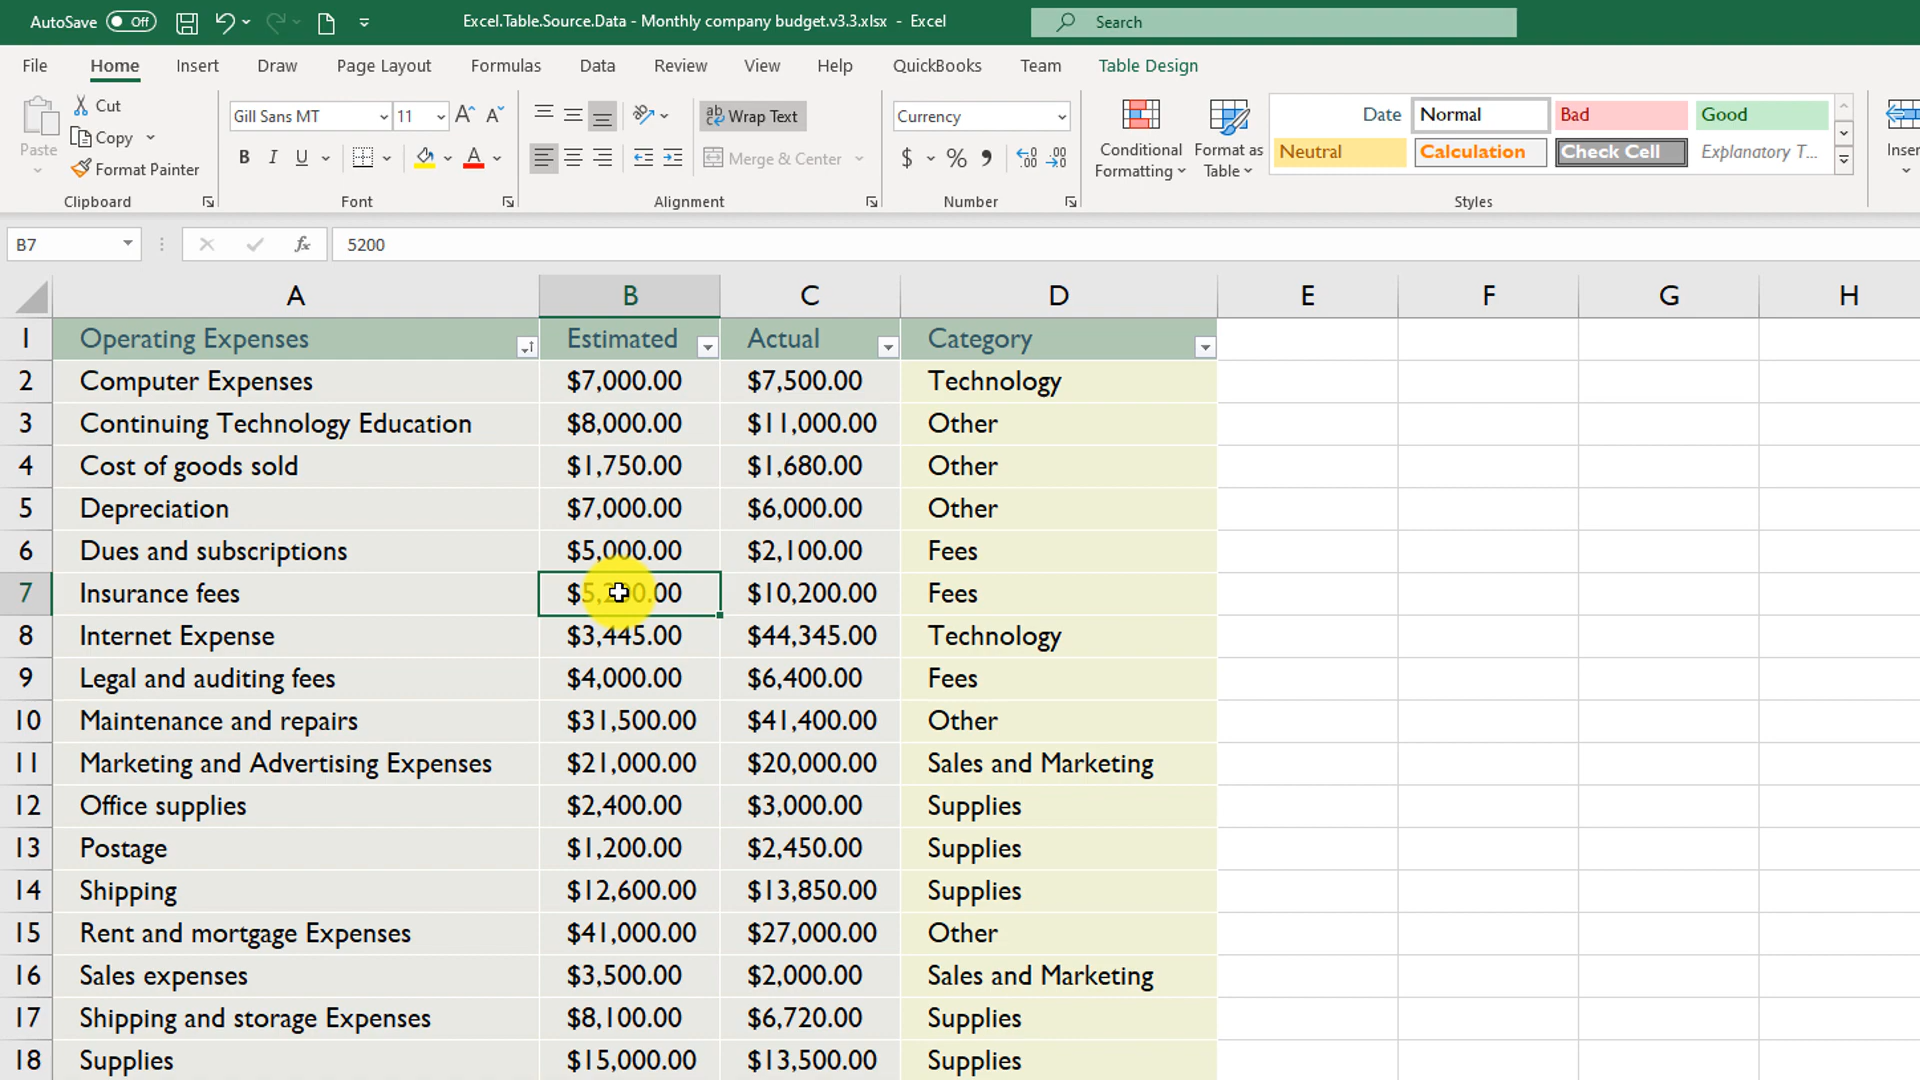 AutoSave Off Excel.Table.Source.Data - Monthly company budget.v3.3.xlsx - Excel Search
File Home Insert Draw Page Layout Formulas Data Review View Help QuickBooks Team Table Design
Paste Cut Copy Format Painter Clipboard
Gill Sans MT 11 A A B I U A Font
ab Wrap Text Merge & Center Alignment
Currency $ % Number
Conditional Formatting Format as Table
Date Normal Bad Good
Neutral Calculation Check Cell Explanatory T...
Styles
Inser
B7 fx 5200
A B C D E F G H
1 Operating Expenses Estimated Actual Category
2 Computer Expenses $7,000.00 $7,500.00 Technology
3 Continuing Technology Education $8,000.00 $11,000.00 Other
4 Cost of goods sold $1,750.00 $1,680.00 Other
5 Depreciation $7,000.00 $6,000.00 Other
6 Dues and subscriptions $5,000.00 $2,100.00 Fees
7 Insurance fees $5,200.00 $10,200.00 Fees
8 Internet Expense $3,445.00 $44,345.00 Technology
9 Legal and auditing fees $4,000.00 $6,400.00 Fees
10 Maintenance and repairs $31,500.00 $41,400.00 Other
11 Marketing and Advertising Expenses $21,000.00 $20,000.00 Sales and Marketing
12 Office supplies $2,400.00 $3,000.00 Supplies
13 Postage $1,200.00 $2,450.00 Supplies
14 Shipping $12,600.00 $13,850.00 Supplies
15 Rent and mortgage Expenses $41,000.00 $27,000.00 Other
16 Sales expenses $3,500.00 $2,000.00 Sales and Marketing
17 Shipping and storage Expenses $8,100.00 $6,720.00 Supplies
18 Supplies $15,000.00 $13,500.00 Supplies